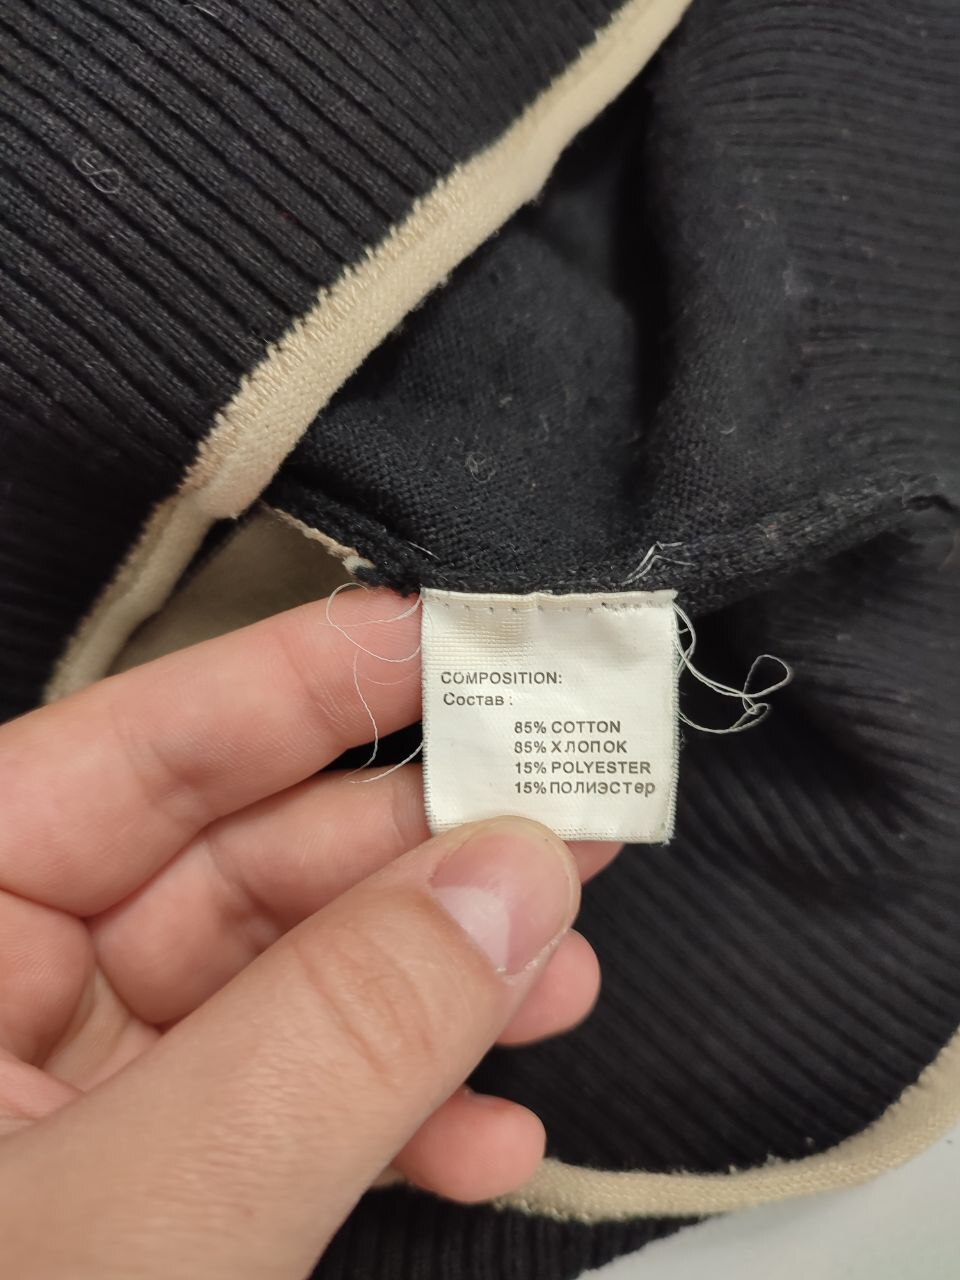 COMPOSITION:
Состав :
85% COTTON
85% ХЛОПОК
15% POLYESTER
15% ПОЛИЭСТер